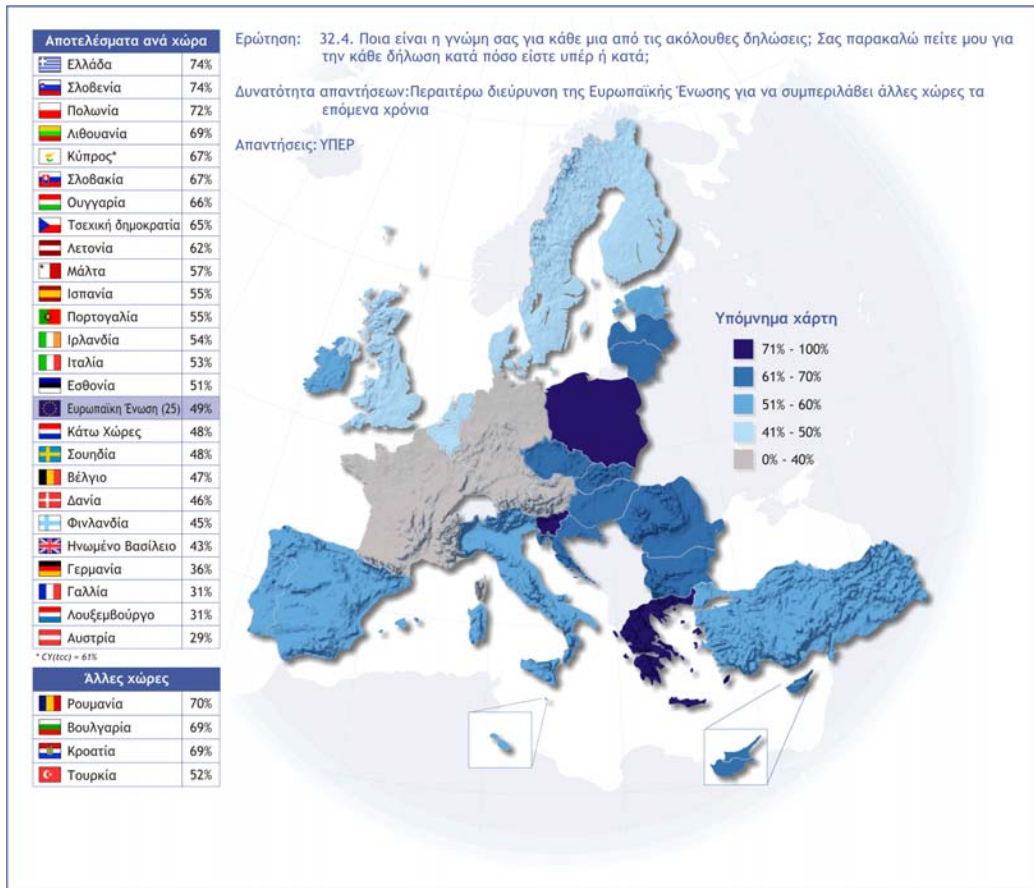 Ερώτηση: 32.4. Ποια είναι η γνώμη σας για κάθε μια από τις ακόλουθες δηλώσεις; Σας παρακαλώ πείτε μου για
την κάθε δήλωση κατά πόσο είστε υπέρ ή κατά;
Δυνατότητα απαντήσεων:Περαιτέρω διεύρυνση της Ευρωπαϊκής Ένωσης για να συμπεριλάβει άλλες χώρες τα
επόμενα χρόνια
Απαντήσεις: ΥΠΕΡ
Αποτελέσματα ανά χώρα
Ελλάδα 74%
Σλοβενία 74%
Πολωνία 72%
Λιθουανία 69%
Κύπρος* 67%
Σλοβακία 67%
Ουγγαρία 66%
Τσεχική δημοκρατία 65%
Λετονία 62%
Μάλτα 57%
Ισπανία 55%
Πορτογαλία 55%
Ιρλανδία 54%
Ιταλία 53%
Εσθονία 51%
Ευρωπαϊκη Ένωση (25) 49%
Κάτω Χώρες 48%
Σουηδία 48%
Βέλγιο 47%
Δανία 46%
Φινλανδία 45%
Ηνωμένο Βασίλειο 43%
Γερμανία 36%
Γαλλία 31%
Λουξεμβούργο 31%
Αυστρία 29%
* CY(tcc) = 61%
Άλλες χώρες
Ρουμανία 70%
Βουλγαρία 69%
Κροατία 69%
Τουρκία 52%
Υπόμνημα χάρτη
71% - 100%
61% - 70%
51% - 60%
41% - 50%
0% - 40%